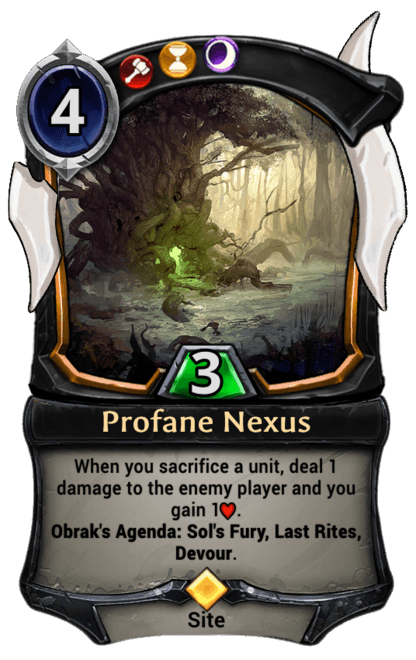 4
3
Profane Nexus
When you sacrifice a unit, deal 1
damage to the enemy player and you
gain 1❤.
Obrak's Agenda: Sol's Fury, Last Rites,
Devour.
Site